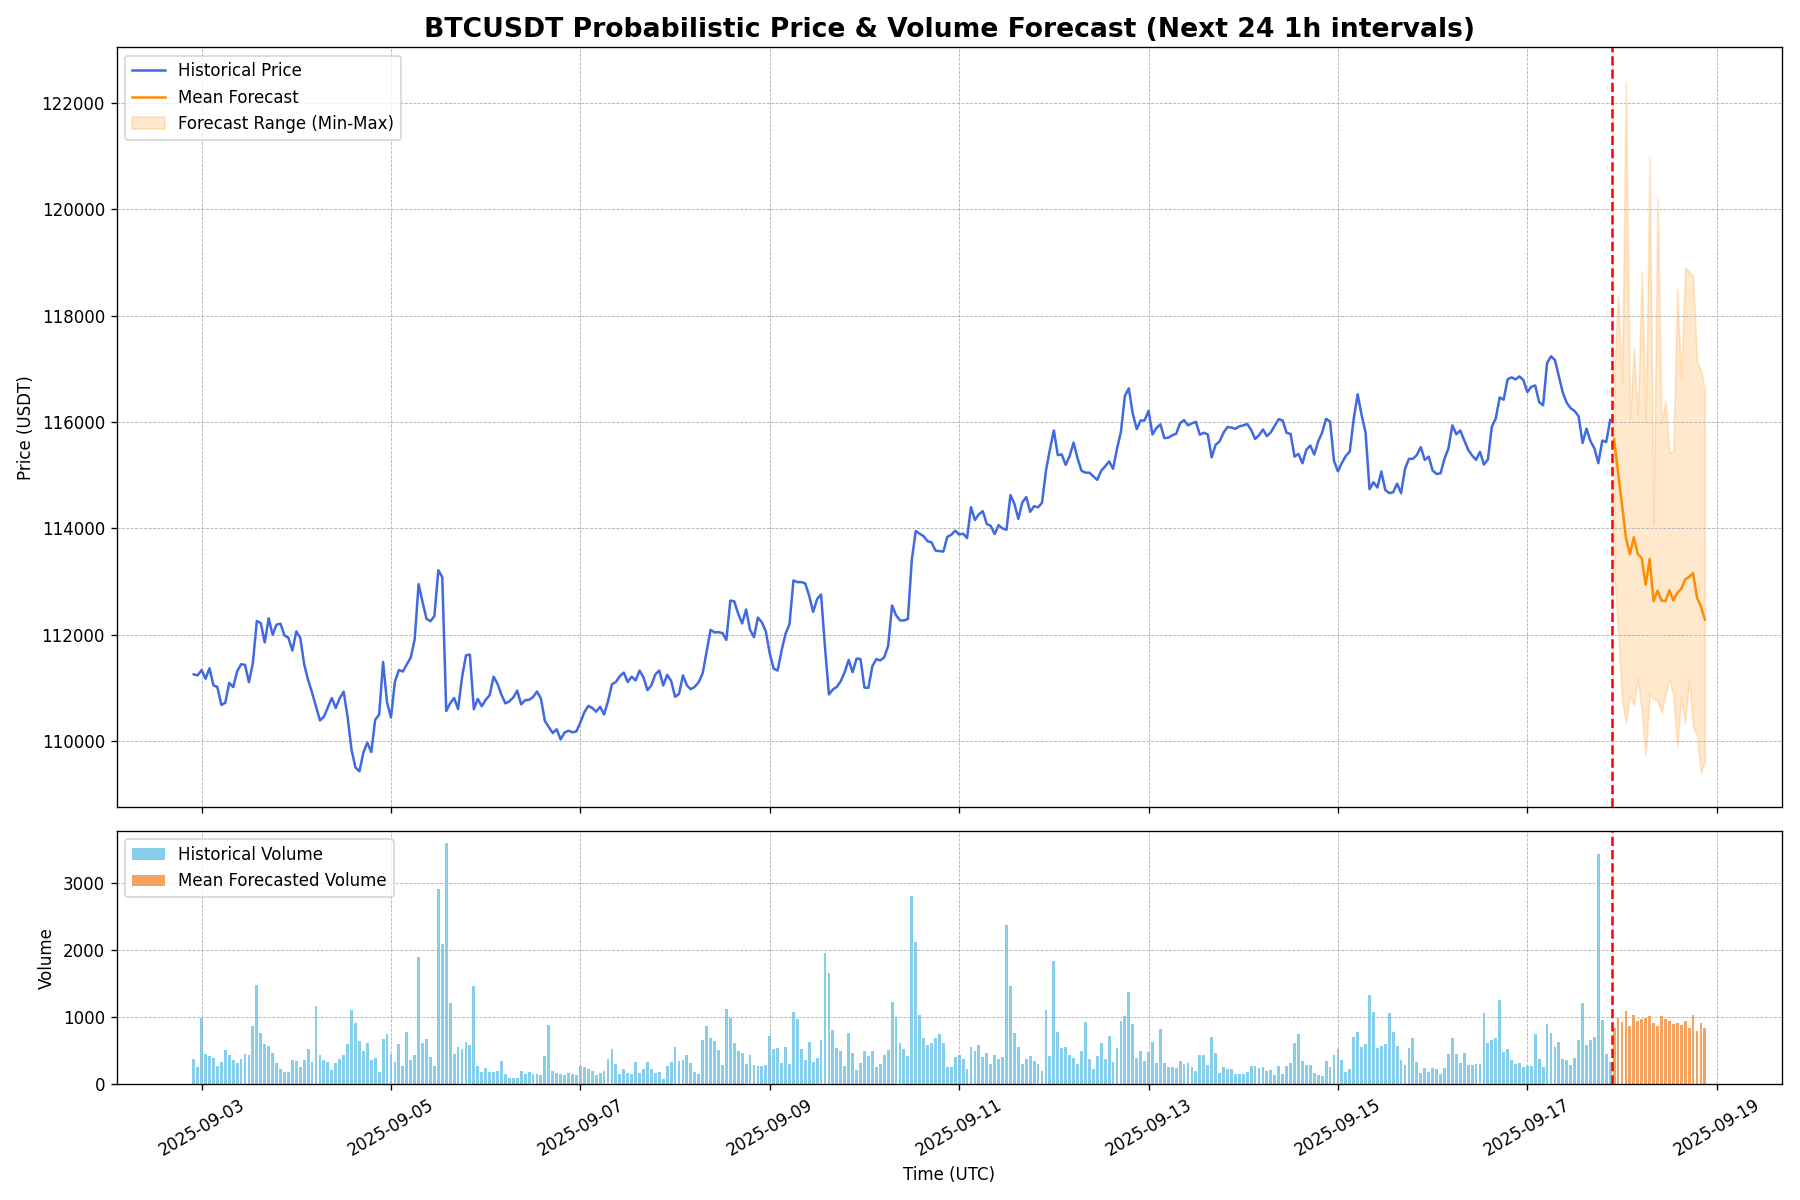 BTCUSDT Probabilistic Price & Volume Forecast (Next 24 1h intervals)
Historical Price
Mean Forecast
Forecast Range (Min-Max)
122000
120000
118000
116000
114000
112000
110000
Price (USDT)
Historical Volume
Mean Forecasted Volume
3000
2000
1000
0
Volume
2025-09-03
2025-09-05
2025-09-07
2025-09-09
2025-09-11
2025-09-13
2025-09-15
2025-09-17
2025-09-19
Time (UTC)